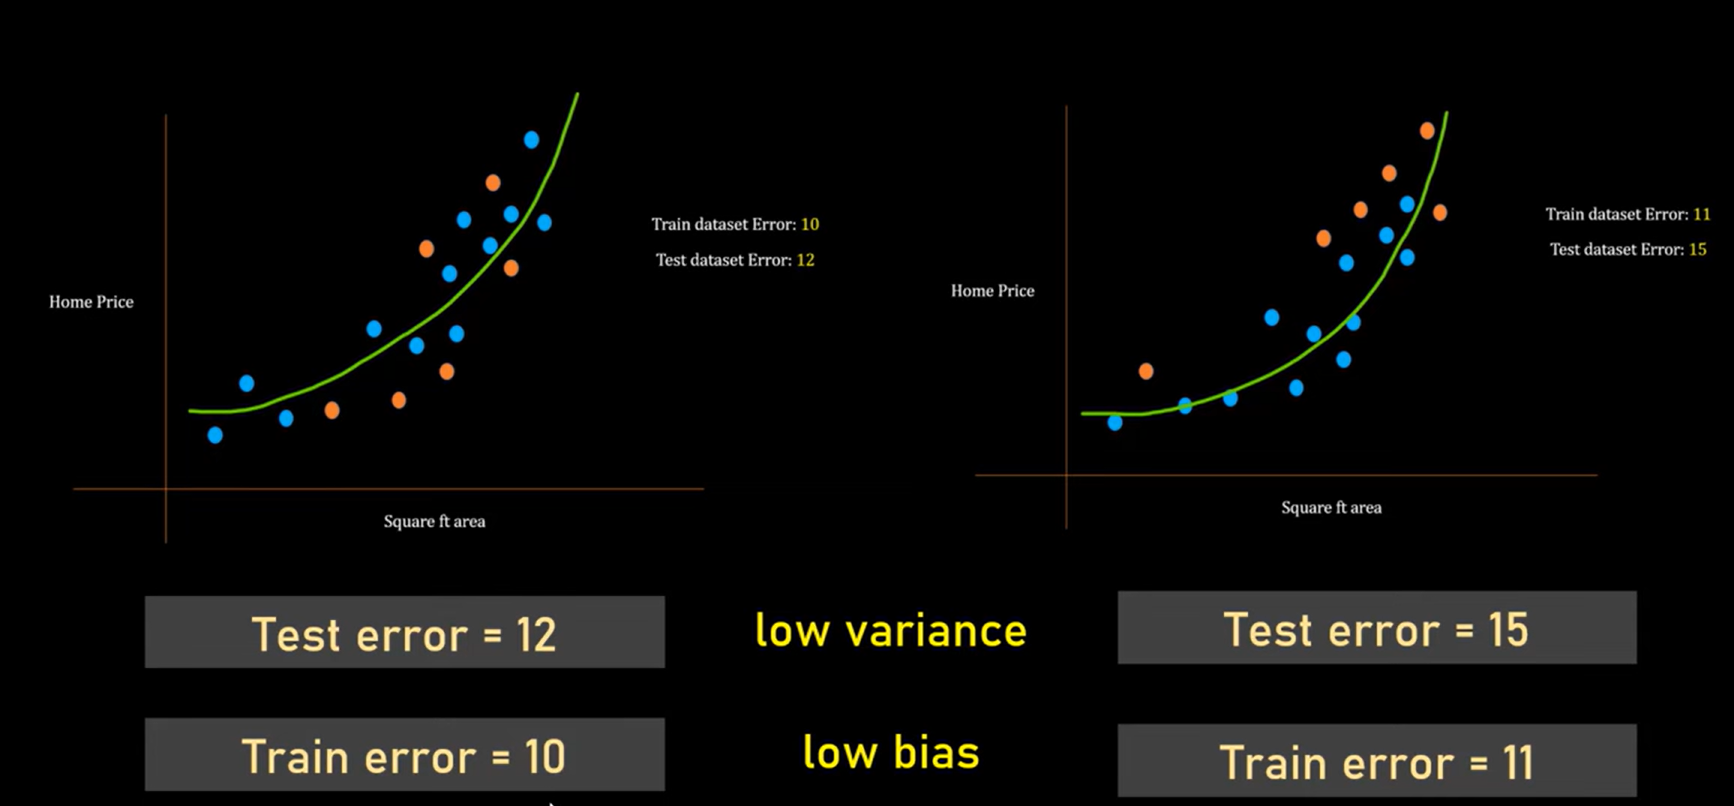 Train dataset Error: 10
Test dataset Error: 12
Home Price
Square ft area
Train dataset Error: 11
Test dataset Error: 15
Home Price
Square ft area
Test error = 12
low variance
Test error = 15
Train error = 10
low bias
Train error = 11